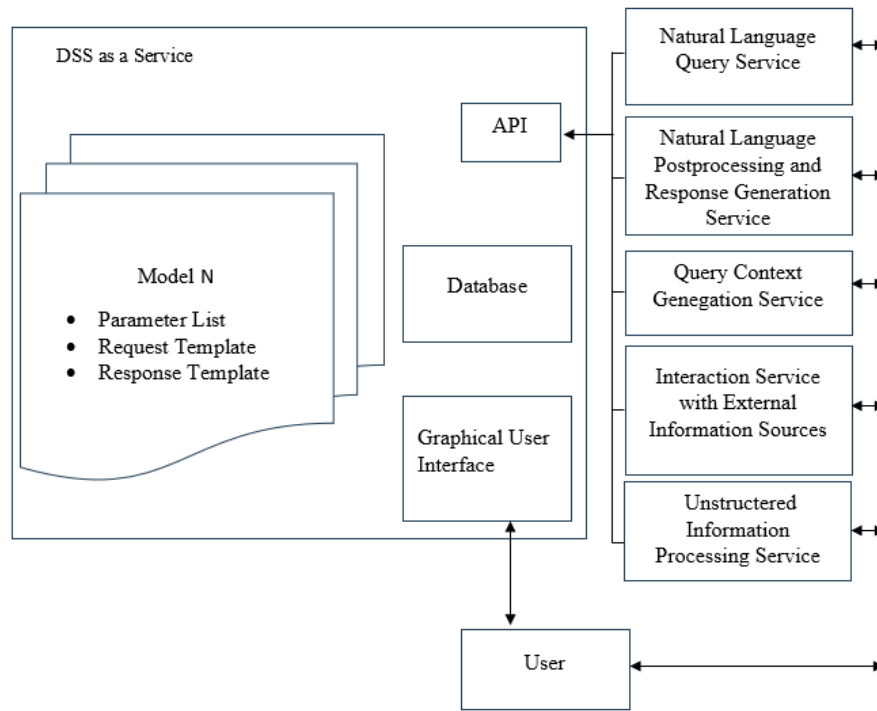 DSS as a Service
API
Model N
• Parameter List
• Request Template
• Response Template
Database
Graphical User
Interface
User
Natural Language
Query Service
Natural Language
Postprocessing and
Response Generation
Service
Query Context
Genegation Service
Interaction Service
with External
Information Sources
Unstructered
Information
Processing Service